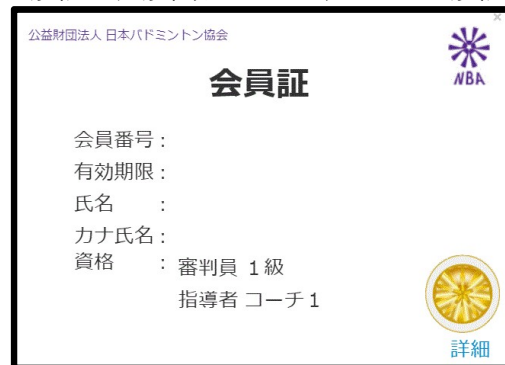 公益財団法人 日本バドミントン協会
NBA
会員証
会員番号:
有効期限:
氏名 :
カナ氏名:
資格 : 審判員 1級
指導者 コーチ1
詳細